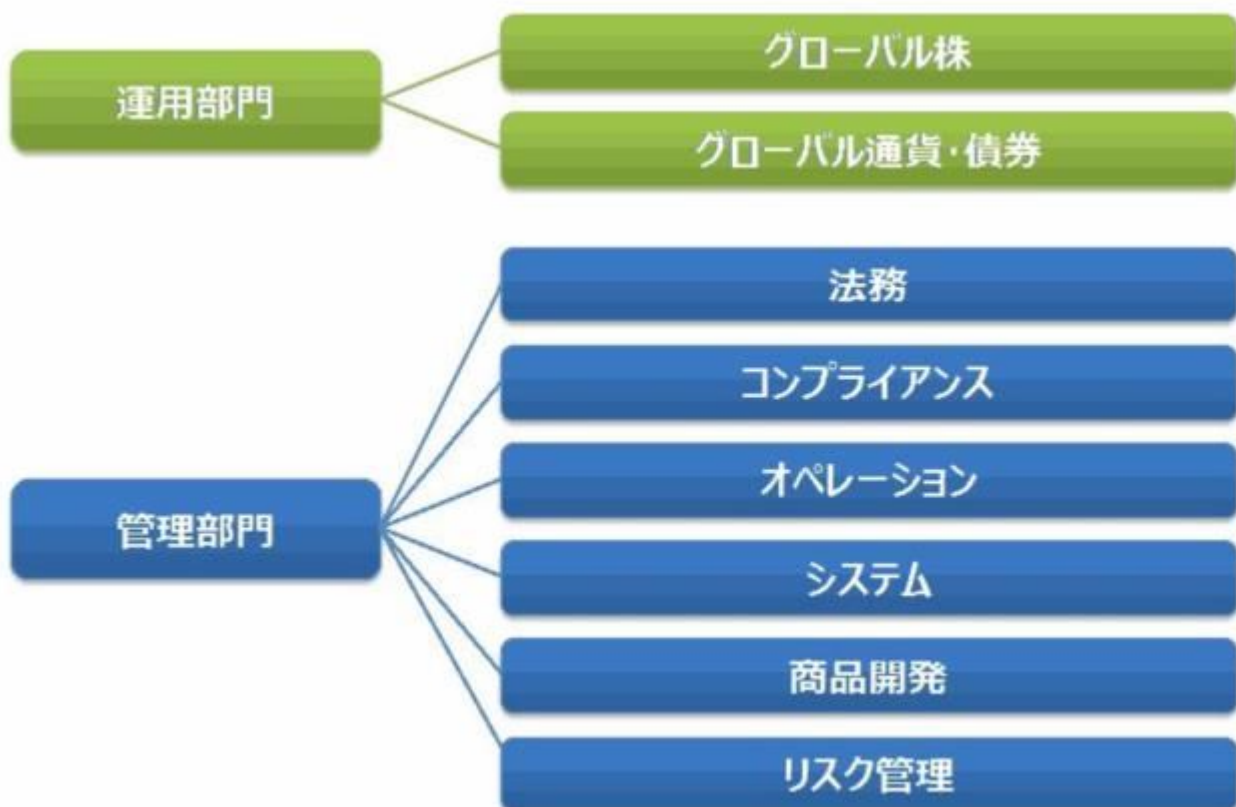 運用部門
グローバル株
グローバル通貨・債券
管理部門
法務
コンプライアンス
オペレーション
システム
商品開発
リスク管理